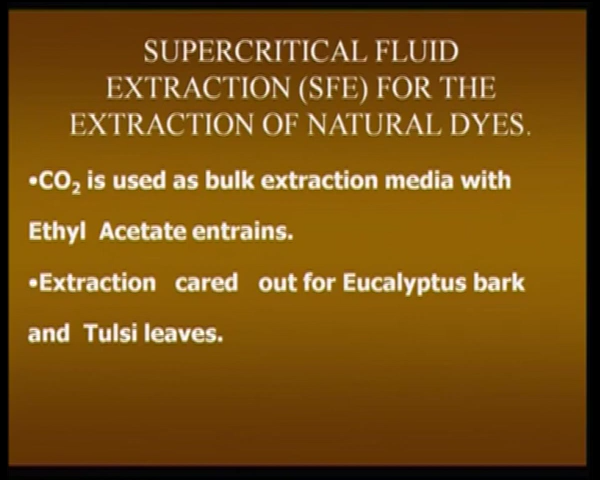 SUPERCRITICAL FLUID
EXTRACTION (SFE) FOR THE
EXTRACTION OF NATURAL DYES.
•CO₂ is used as bulk extraction media with
Ethyl Acetate entrains.
•Extraction cared out for Eucalyptus bark
and Tulsi leaves.